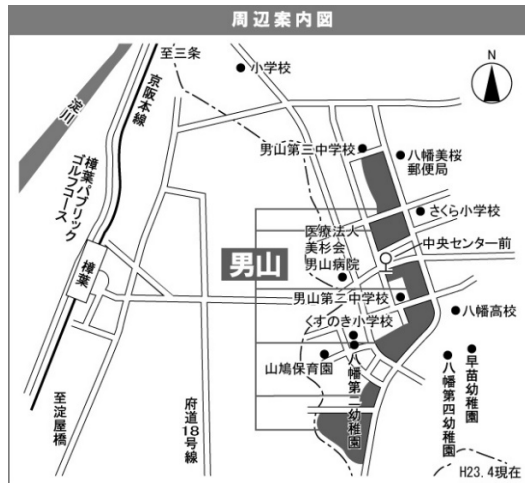 周辺案内図
至三条
小学校
N
淀川
京阪本線
樟葉パブリック
ゴルフコース
男山第三中学校
八幡美桜
郵便局
さくら小学校
医療法人
美杉会
男山病院
中央センター前
男山
樟葉
男山第二中学校
八幡高校
くすのき小学校
山鳩保育園
八幡第二幼稚園
早苗幼稚園
八幡第四幼稚園
至淀屋橋
府道18号線
H23.4現在